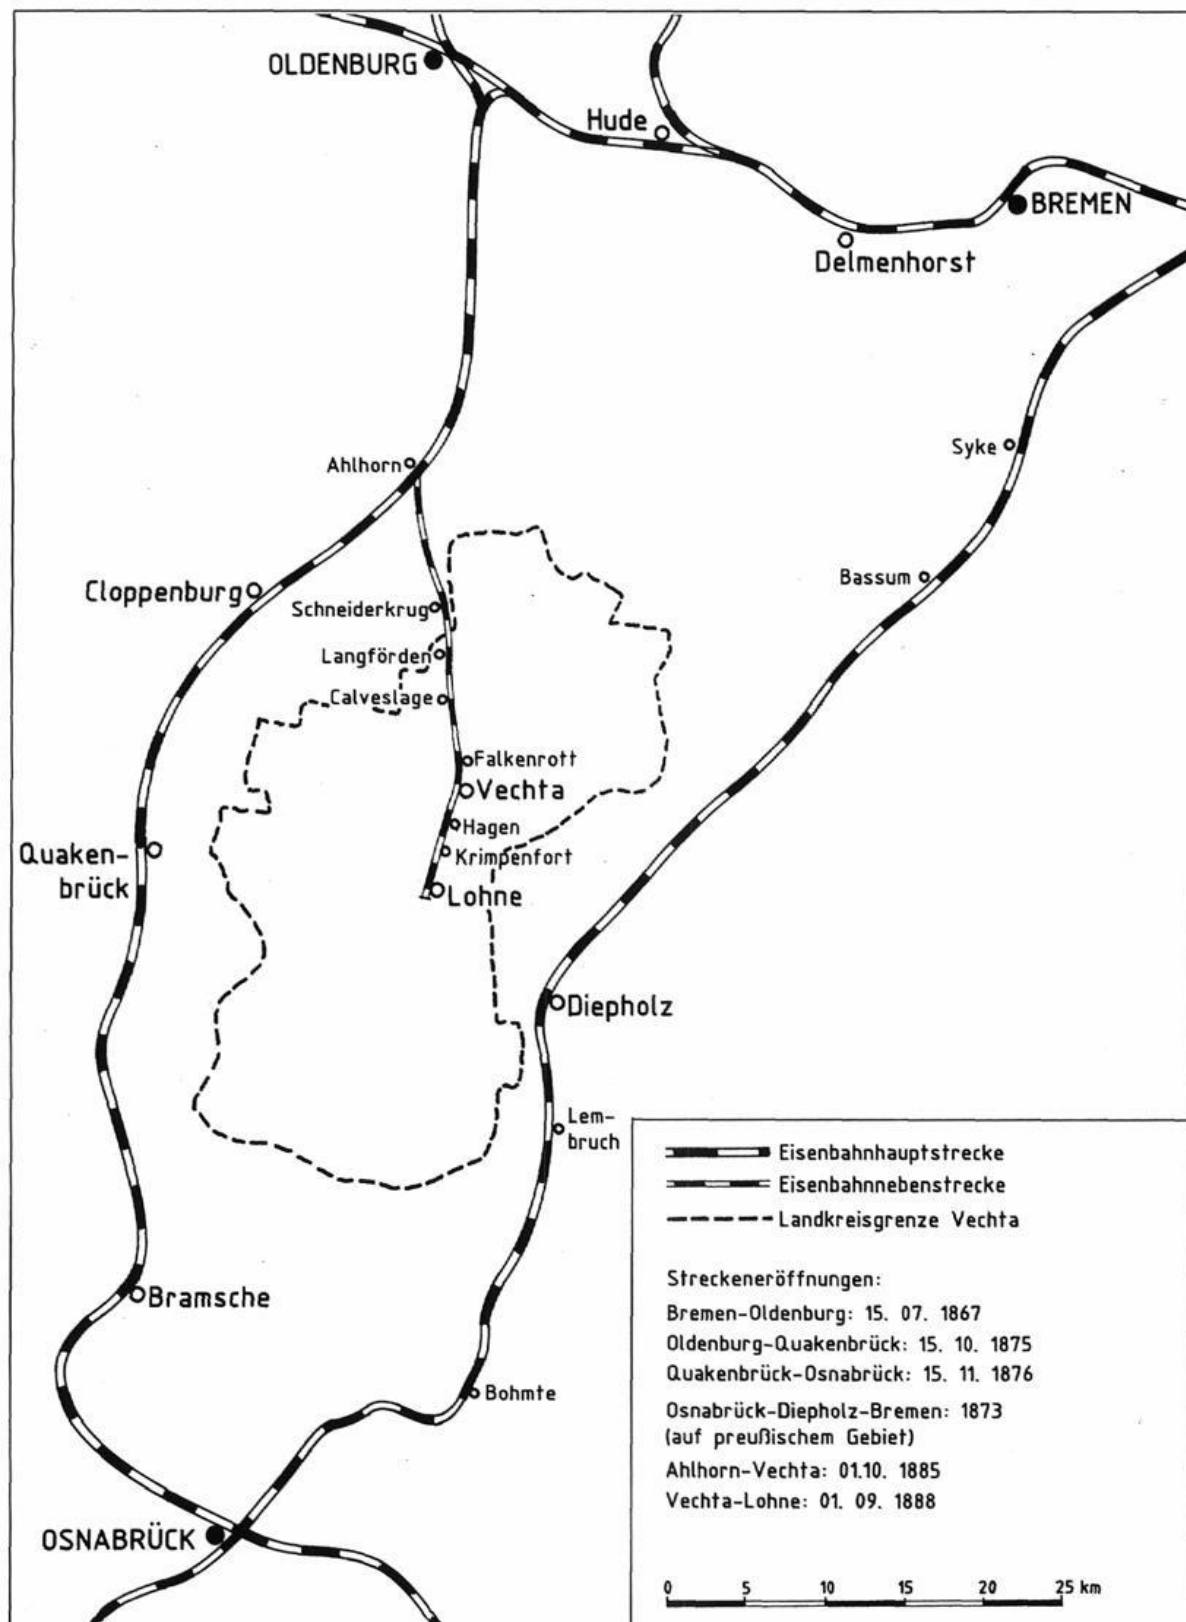 OLDENBURG
Hude
BREMEN
Delmenhorst
Ahlhorn
Syke
Cloppenburg
Bassum
Schneiderkrug
Langförden
Calveslage
Falkenrott
Vechta
Hagen
Krimpenfort
Quaken-
brück
Lohne
Diepholz
Lem-
bruch
Bramsche
Bohmte
OSNABRÜCK
Eisenbahnhauptstrecke
Eisenbahnnebenstrecke
Landkreisgrenze Vechta
Streckeneröffnungen:
Bremen-Oldenburg: 15. 07. 1867
Oldenburg-Quakenbrück: 15. 10. 1875
Quakenbrück-Osnabrück: 15. 11. 1876
Osnabrück-Diepholz-Bremen: 1873
(auf preußischem Gebiet)
Ahlhorn-Vechta: 01.10. 1885
Vechta-Lohne: 01. 09. 1888
0 5 10 15 20 25 km